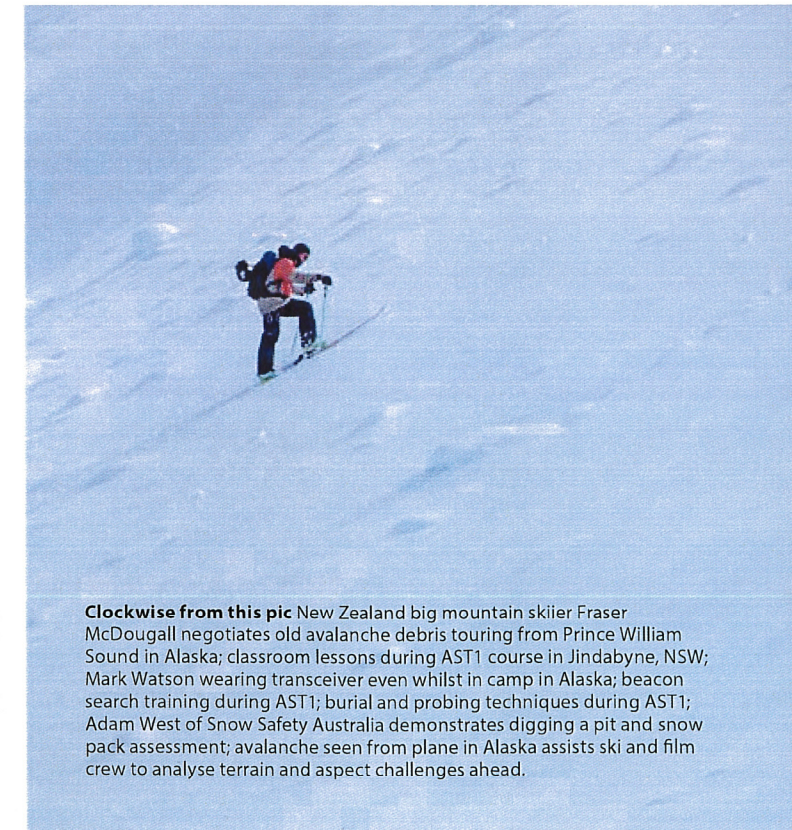 Clockwise from this pic New Zealand big mountain skiier Fraser
McDougall negotiates old avalanche debris touring from Prince William
Sound in Alaska; classroom lessons during AST1 course in Jindabyne, NSW;
Mark Watson wearing transceiver even whilst in camp in Alaska; beacon
search training during AST1; burial and probing techniques during AST1;
Adam West of Snow Safety Australia demonstrates digging a pit and snow
pack assessment; avalanche seen from plane in Alaska assists ski and film
crew to analyse terrain and aspect challenges ahead.